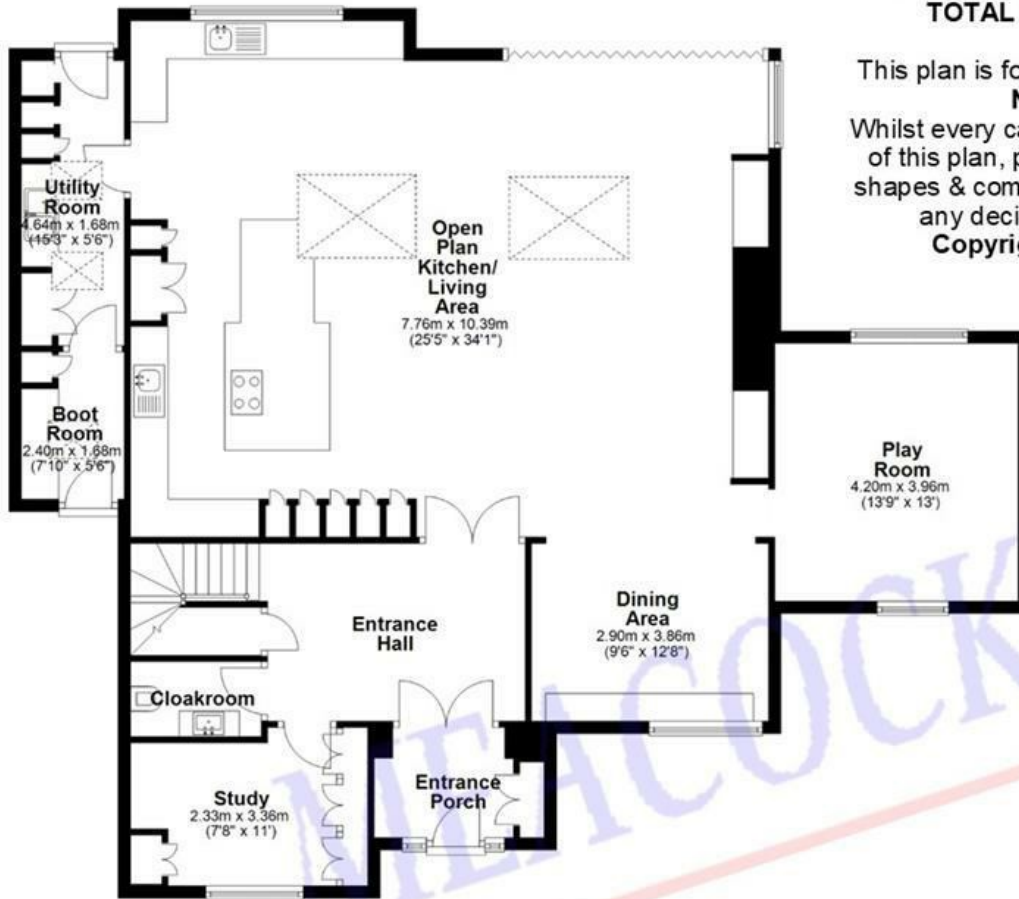 TOTAL
This plan is fo
N
Whilst every ca
of this plan, p
shapes & com
any deci
Copyri
Utility
Room
4.64m x 1.68m
(15'3" x 5'6")
Open
Plan
Kitchen/
Living
Area
7.76m x 10.39m
(25'5" x 34'1")
Boot
Room
2.40m x 1.68m
(7'10" x 5'6")
Play
Room
4.20m x 3.96m
(13'9" x 13')
Entrance
Hall
Dining
Area
2.90m x 3.86m
(9'6" x 12'8")
Cloakroom
Study
2.33m x 3.36m
(7'8" x 11')
Entrance
Porch
MEACOCK